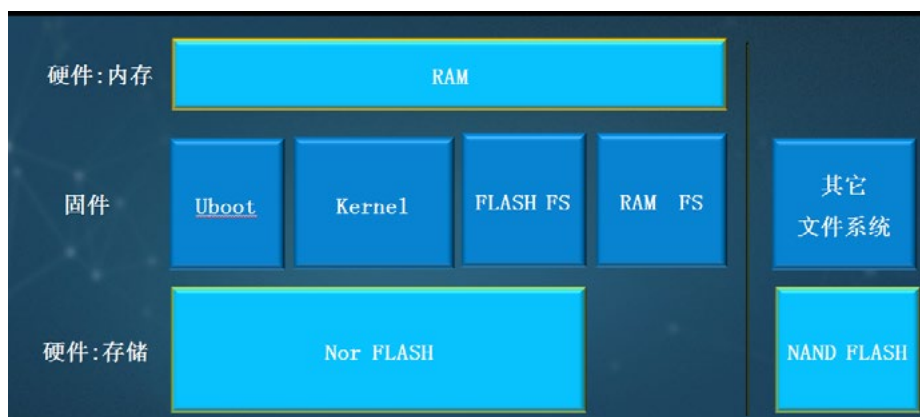 硬件:内存
RAM
固件
Uboot
Kernel
FLASH FS
RAM FS
其它
文件系统
硬件:存储
Nor FLASH
NAND FLASH